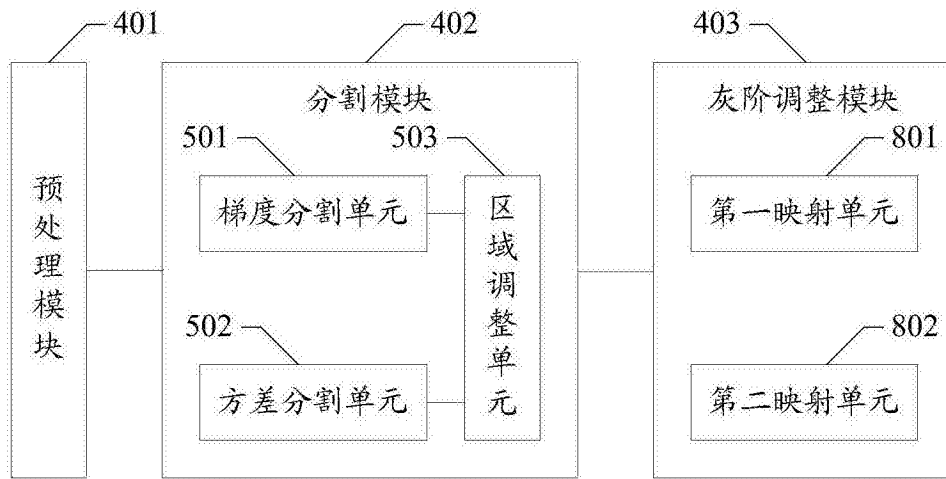 401
402
403
预处理模块
分割模块
灰阶调整模块
501
503
801
梯度分割单元
区域调整单元
第一映射单元
502
802
方差分割单元
第二映射单元